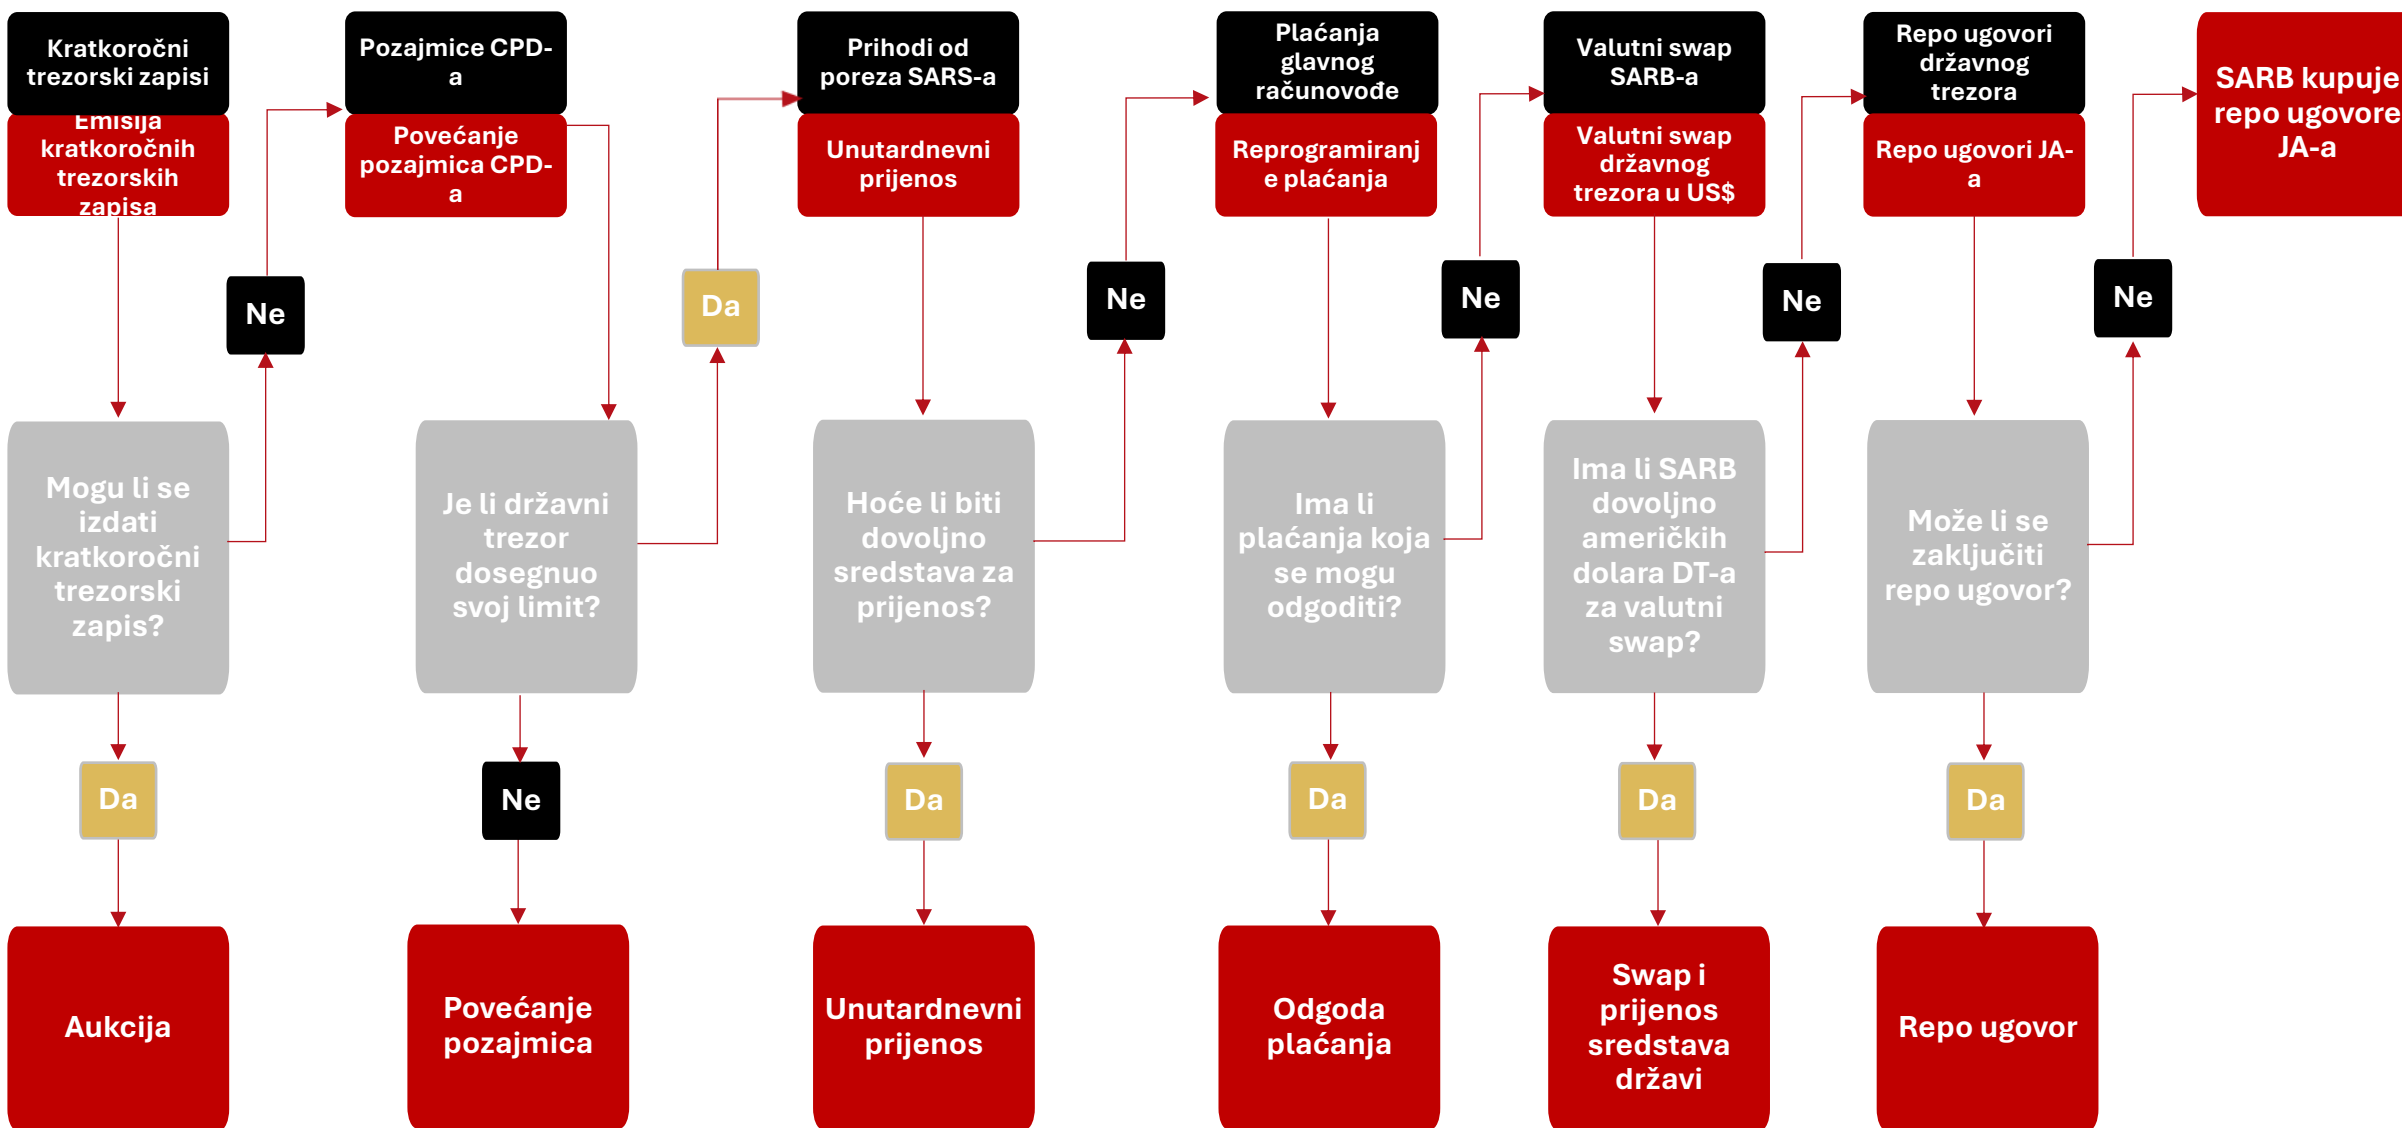 Kratkoročni
trezorski zapisi
Emisija
kratkoročnih
trezorskih
zapisa
Pozajmice CPD-
a
Povećanje
pozajmica CPD-
a
Prihodi od
poreza SARS-a
Unutardnevni
prijenos
Plaćanja
glavnog
računovođe
Reprogramiranj
e plaćanja
Valutni swap
SARB-a
Valutni swap
državnog
trezora u US$
Repo ugovori
državnog
trezora
Repo ugovori JA-
a
SARB kupuje
repo ugovore
JA-a
Ne
Da
Ne
Ne
Ne
Ne
Mogu li se
izdati
kratkoročni
trezorski
zapis?
Je li državni
trezor
dosegnuo
svoj limit?
Hoće li biti
dovoljno
sredstava za
prijenos?
Ima li
plaćanja koja
se mogu
odgoditi?
Ima li SARB
dovoljno
američkih
dolara DT-a
za valutni
swap?
Može li se
zaključiti
repo ugovor?
Da
Ne
Da
Da
Da
Da
Aukcija
Povećanje
pozajmica
Unutardnevni
prijenos
Odgoda
plaćanja
Swap i
prijenos
sredstava
državi
Repo ugovor